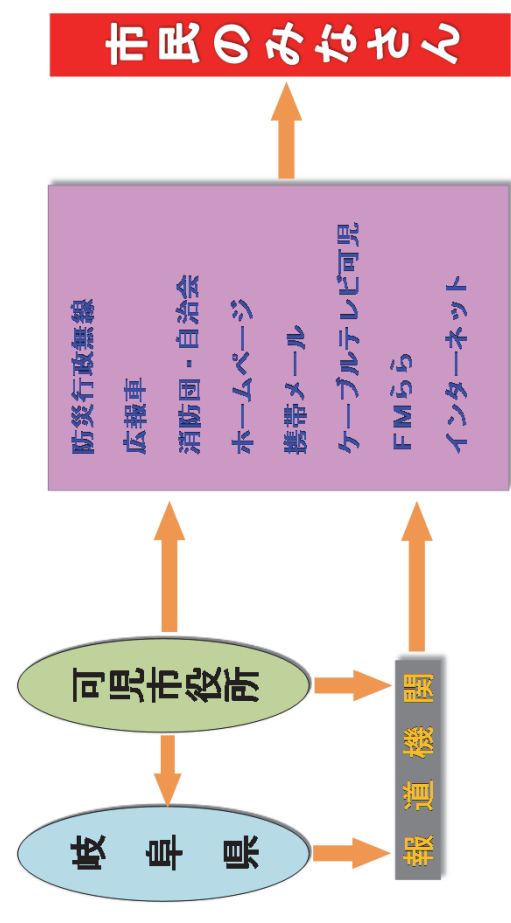 市民のみなさん
防災行政無線
広報車
消防団・自治会
ホームページ
携帯メール
ケーブルテレビ可児
FMらら
インターネット
可児市役所
岐阜県
報道機関